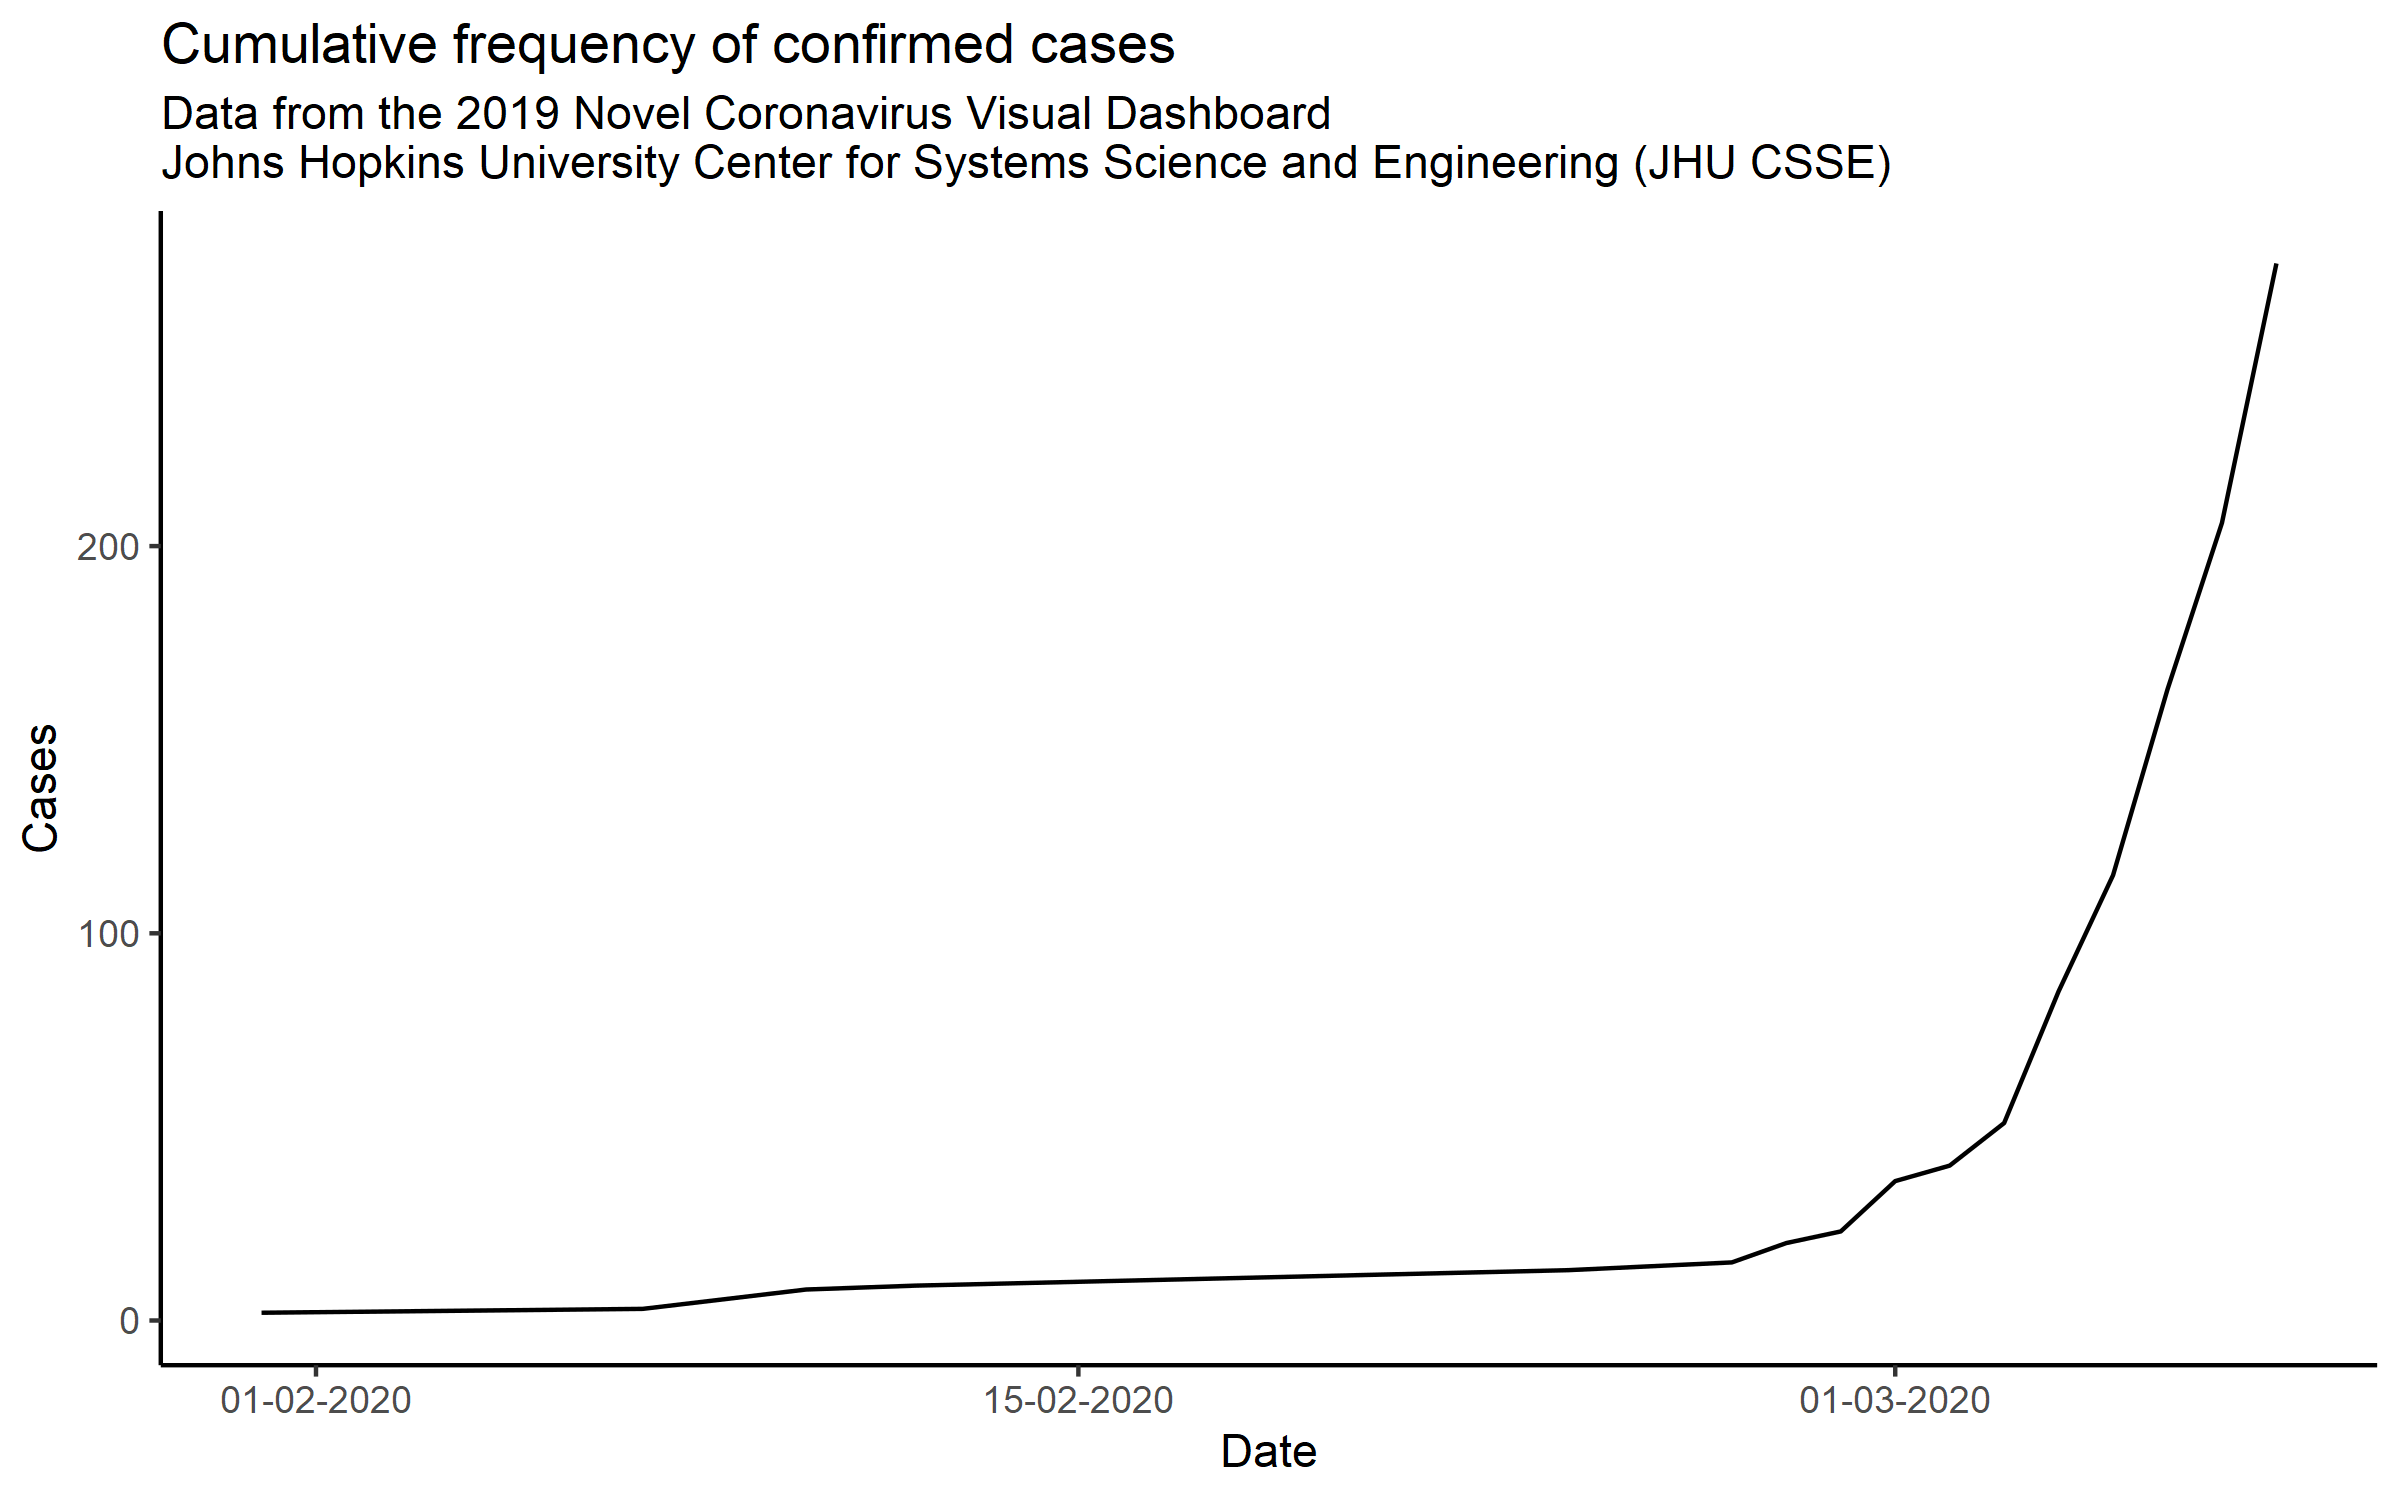 Cumulative frequency of confirmed cases
Data from the 2019 Novel Coronavirus Visual Dashboard
Johns Hopkins University Center for Systems Science and Engineering (JHU CSSE)
Cases
200
100
0
01-02-2020
15-02-2020
01-03-2020
Date